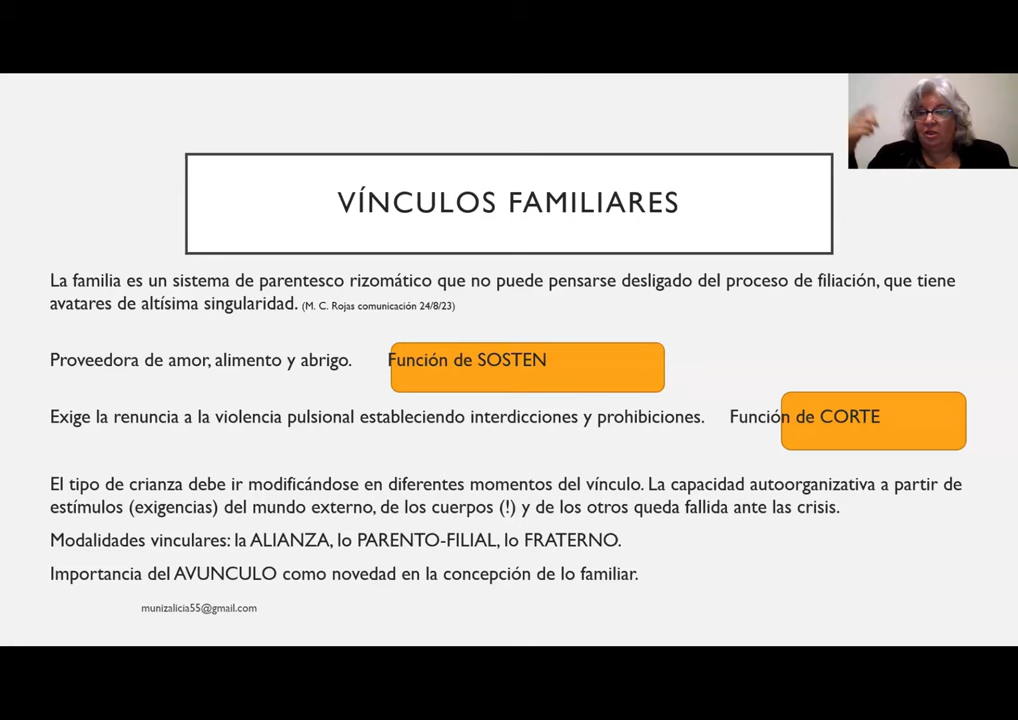 VÍNCULOS FAMILIARES
La familia es un sistema de parentesco rizomático que no puede pensarse desligado del proceso de filiación, que tiene
avatares de altísima singularidad. (M. C. Rojas comunicación 24/8/23)
Proveedora de amor, alimento y abrigo. Función de SOSTEN
Exige la renuncia a la violencia pulsional estableciendo interdicciones y prohibiciones. Función de CORTE
El tipo de crianza debe ir modificándose en diferentes momentos del vínculo. La capacidad autoorganizativa a partir de
estímulos (exigencias) del mundo externo, de los cuerpos (!) y de los otros queda fallida ante las crisis.
Modalidades vinculares: la ALIANZA, lo PARENTO-FILIAL, lo FRATERNO.
Importancia del AVUNCULO como novedad en la concepción de lo familiar.
munizalicia55@gmail.com